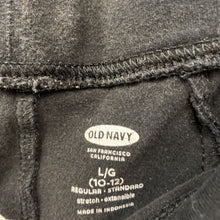 OLD NAVY
SAN FRANCISCO
CALIFORNIA
L/G
(10-12)
REGULAR • STANDARD
stretch • extensible
MADE IN INDONESIA